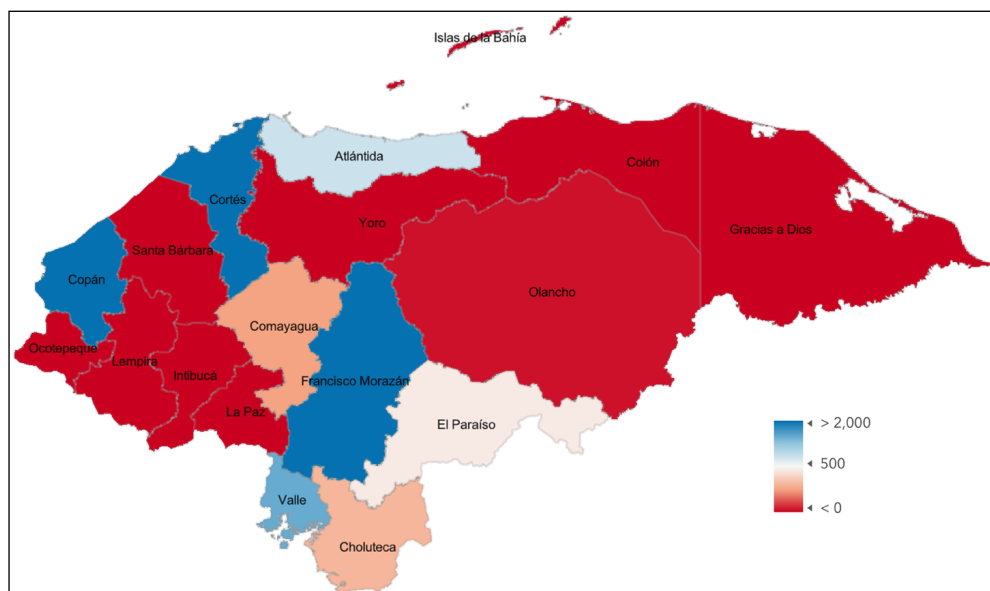 Islas de la Bahía
Atlántida
Colón
Cortés
Yoro
Gracias a Dios
Santa Bárbara
Copán
Olancho
Comayagua
Ocotepeque
Lempira
Intibucá
Francisco Morazán
La Paz
El Paraíso
> 2,000
500
< 0
Valle
Choluteca